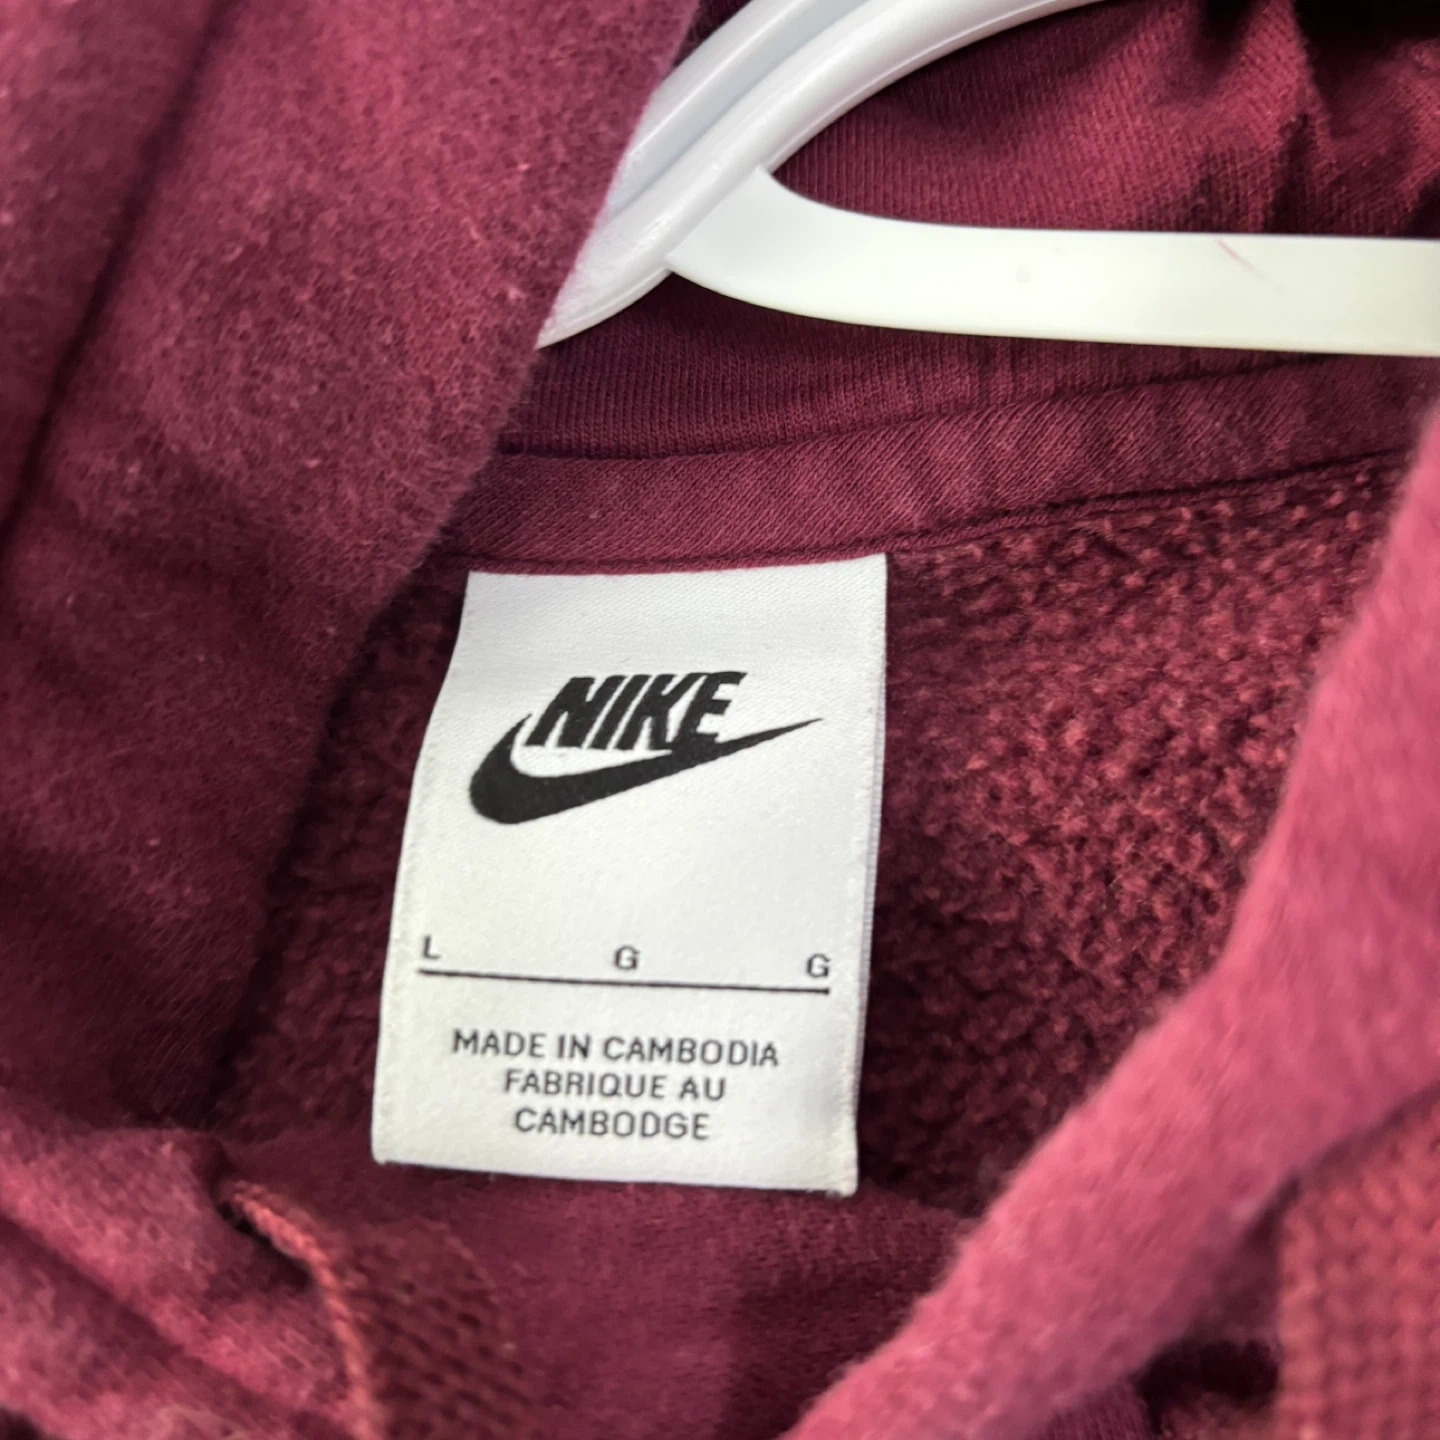 NIKE
L G G
MADE IN CAMBODIA
FABRIQUE AU
CAMBODGE